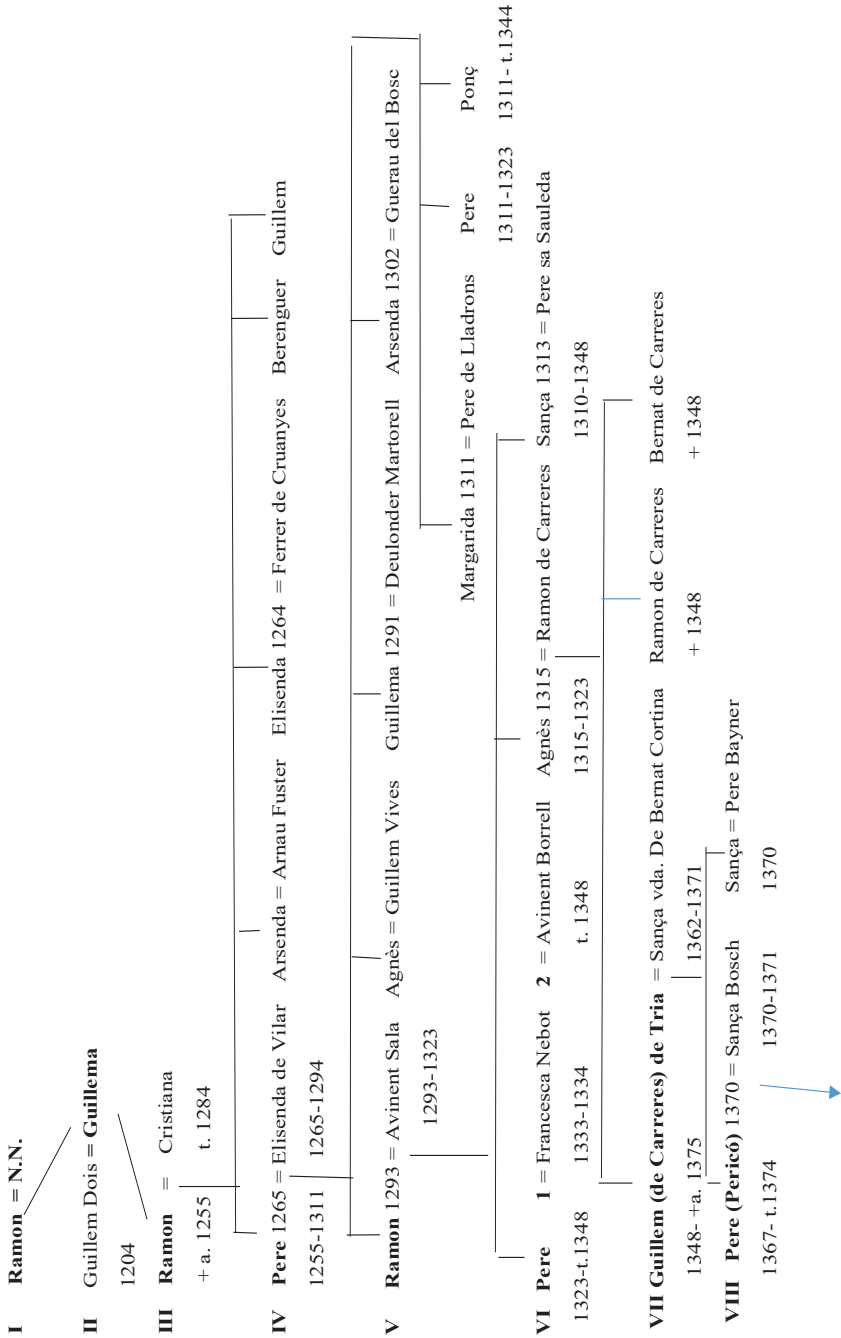 I Ramon = N.N.
II Guillem Dois = Guillema
1204
III Ramon = Cristiana
+ a. 1255 t. 1284
IV Pere 1265 = Elisenda de Vilar Arsenda = Arnau Fuster Elisenda 1264 = Ferrer de Cruanyes Berenguer Guillem
1255-1311 1265-1294
V Ramon 1293 = Avinent Sala Agnès = Guillem Vives Guillema 1291 = Deulonder Martorell Arsenda 1302 = Guerau del Bosc
1293-1323
Margarida 1311 = Pere de Lladrons Pere Ponç
1311-1323 1311- t.1344
VI Pere 1 = Francesca Nebot 2 = Avinent Borrell Agnès 1315 = Ramon de Carreres Sança 1313 = Pere sa Sauleda
1323-t.1348 1333-1334 t. 1348 1315-1323 1310-1348
VII Guillem (de Carreres) de Tria = Sança vda. De Bernat Cortina Ramon de Carreres Bernat de Carreres
1348- +a. 1375 1362-1371 + 1348 + 1348
VIII Pere (Pericó) 1370 = Sança Bosch Sança = Pere Bayner
1367- t.1374 1370-1371 1370